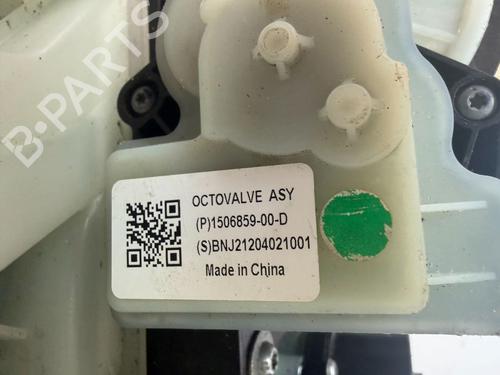 B-PARTS
OCTOVALVE ASY
(P)1506859-00-D
(S)BNJ21204021001
Made in China